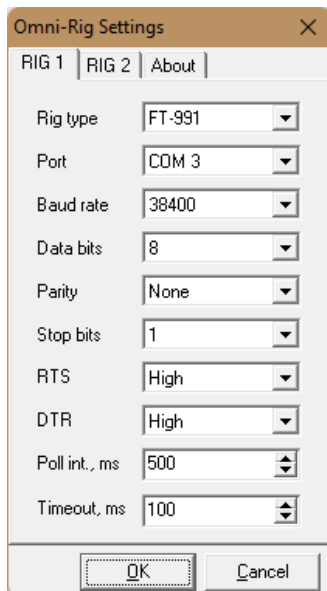 Omni-Rig Settings
RIG 1 RIG 2 About
Rig type FT-991
Port COM 3
Baud rate 38400
Data bits 8
Parity None
Stop bits 1
RTS High
DTR High
Poll int., ms 500
Timeout, ms 100
OK Cancel